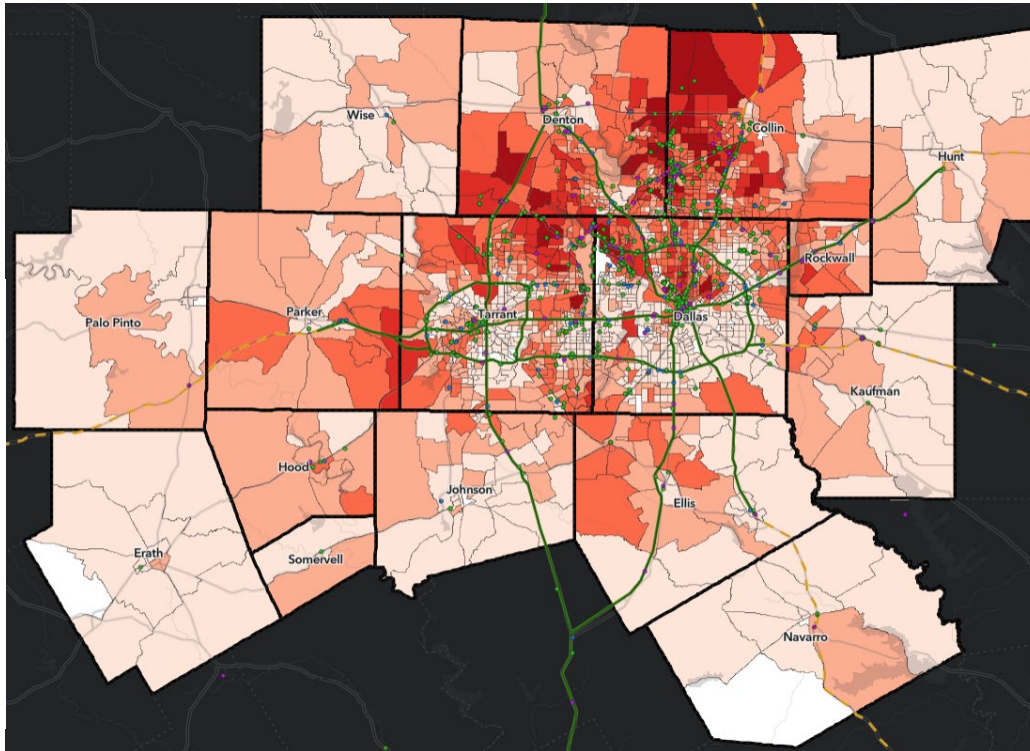 Wise
Denton
Collin
Hunt
Palo Pinto
Parker
Tarrant
Dallas
Rockwall
Kaufman
Hood
Johnson
Ellis
Erath
Somervell
Navarro